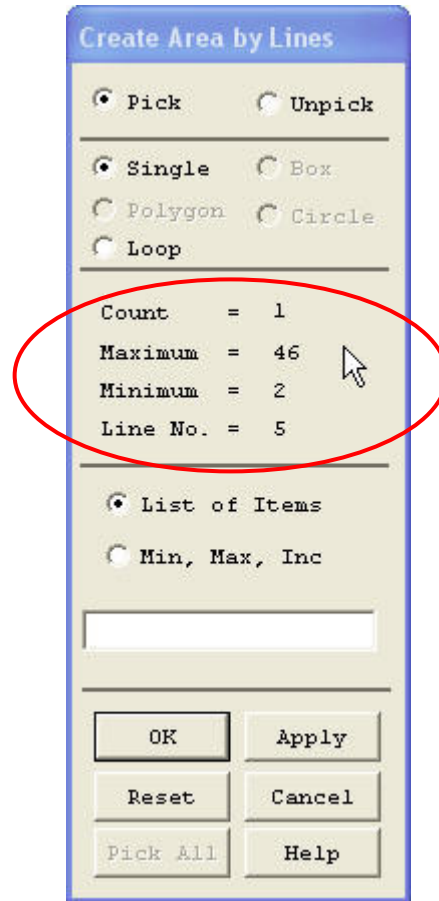 Create Area by Lines
Pick Unpick
Single Box
Polygon Circle
Loop
Count = 1
Maximum = 46
Minimum = 2
Line No. = 5
List of Items
Min, Max, Inc
OK Apply
Reset Cancel
Pick All Help